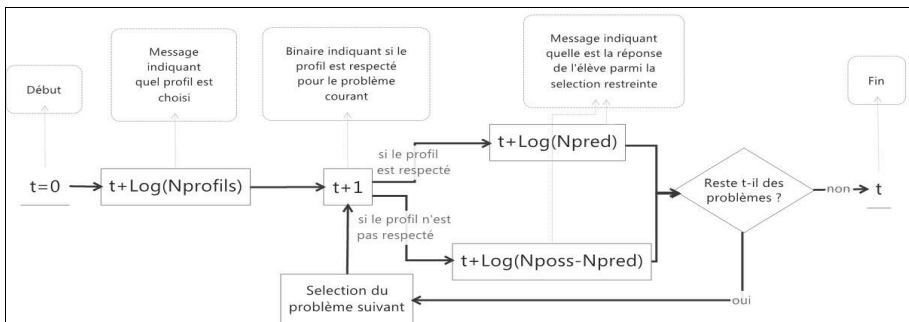 Début
Message
indiquant
quel profil est
choisi
Binaire indiquant si le
profil est respecté
pour le problème
courant
Message indiquant
quelle est la réponse
de l'élève parmi la
selection restreinte
Fin
t=0
t+Log(Nprofils)
t+1
si le profil
est respecté
t+Log(Npred)
si le profil n'est
pas respecté
t+Log(Nposs-Npred)
Reste t-il des
problèmes ?
non
t
oui
Selection du
problème suivant